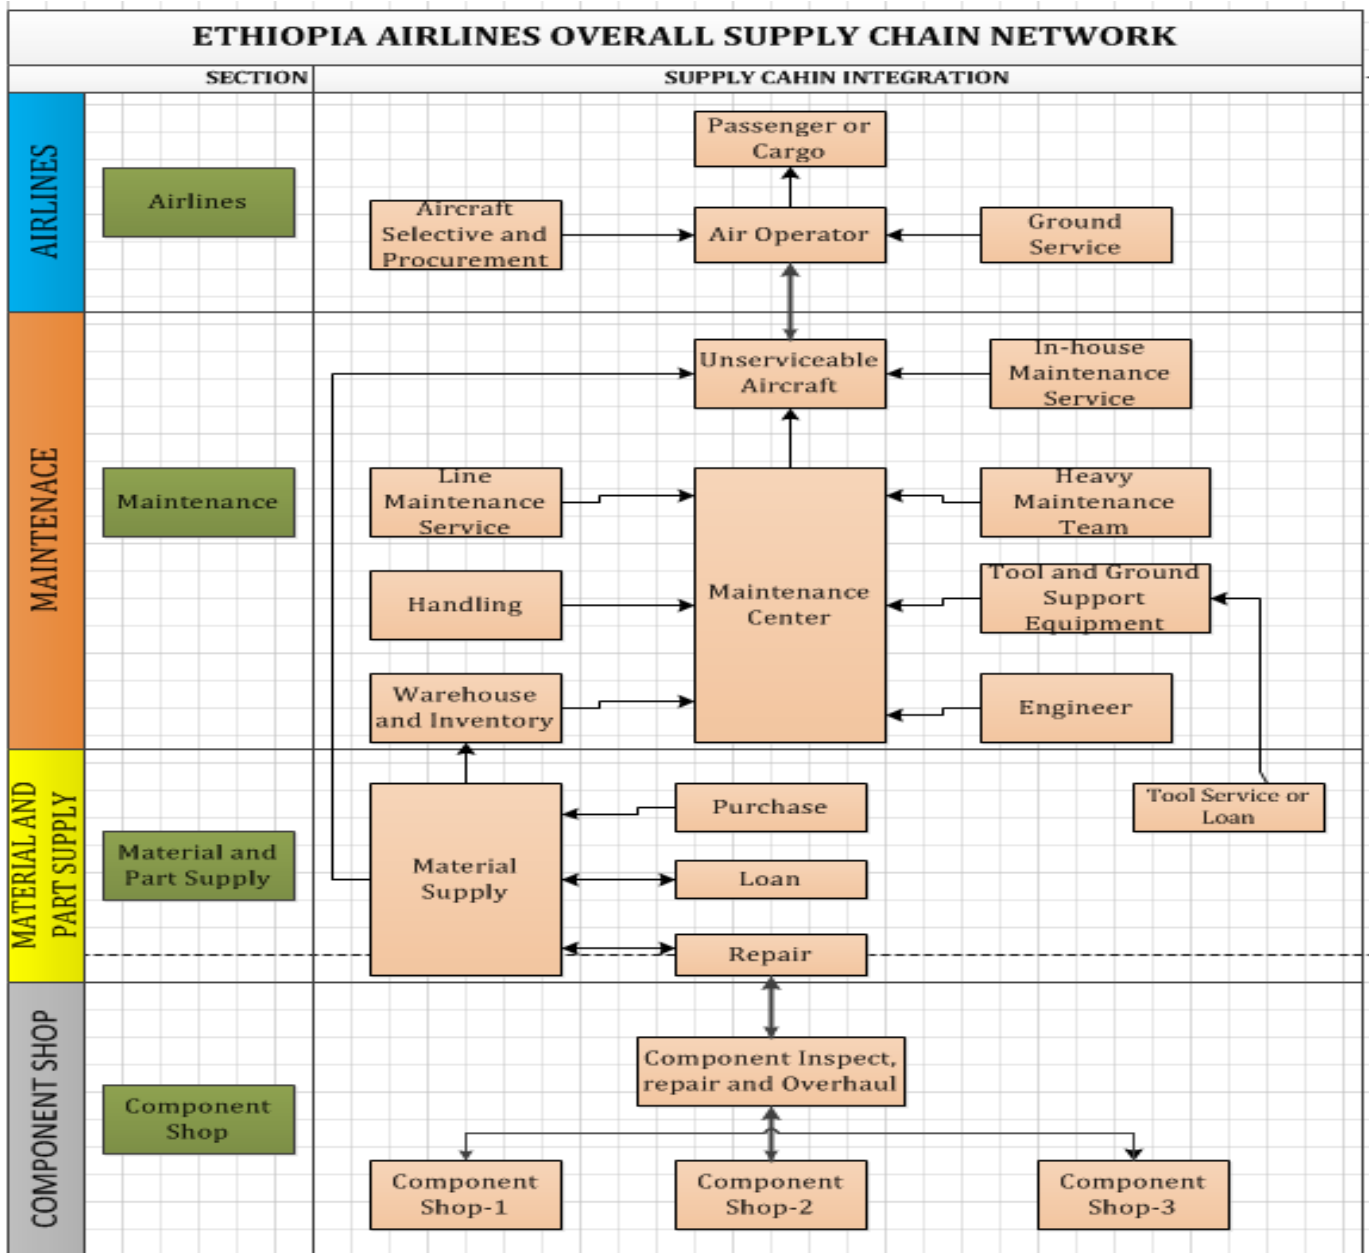 ETHIOPIA AIRLINES OVERALL SUPPLY CHAIN NETWORK
SECTION
SUPPLY CAHIN INTEGRATION
AIRLINES
Airlines
Passenger or
Cargo
Aircraft
Selective and
Procurement
Air Operator
Ground
Service
MAINTENACE
Maintenance
Unserviceable
Aircraft
In-house
Maintenance
Service
Line
Maintenance
Service
Heavy
Maintenance
Team
Handling
Maintenance
Center
Tool and Ground
Support
Equipment
Warehouse
and Inventory
Engineer
MATERIAL AND
PART SUPPLY
Material and
Part Supply
Material
Supply
Purchase
Loan
Repair
Tool Service or
Loan
COMPONENT SHOP
Component
Shop
Component Inspect,
repair and Overhaul
Component
Shop-1
Component
Shop-2
Component
Shop-3